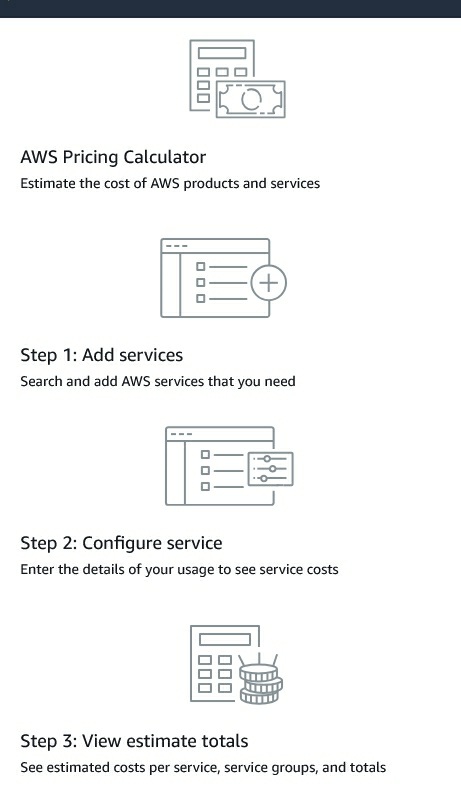 AWS Pricing Calculator
Estimate the cost of AWS products and services
Step 1: Add services
Search and add AWS services that you need
Step 2: Configure service
Enter the details of your usage to see service costs
Step 3: View estimate totals
See estimated costs per service, service groups, and totals